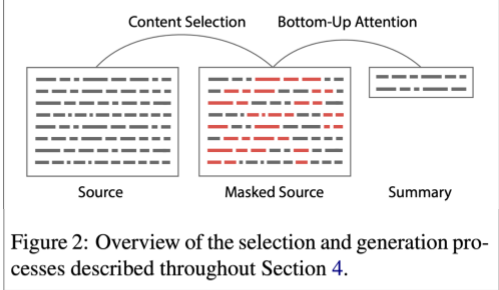 Content Selection
Bottom-Up Attention
Source
Masked Source
Summary
Figure 2: Overview of the selection and generation pro-
cesses described throughout Section 4.